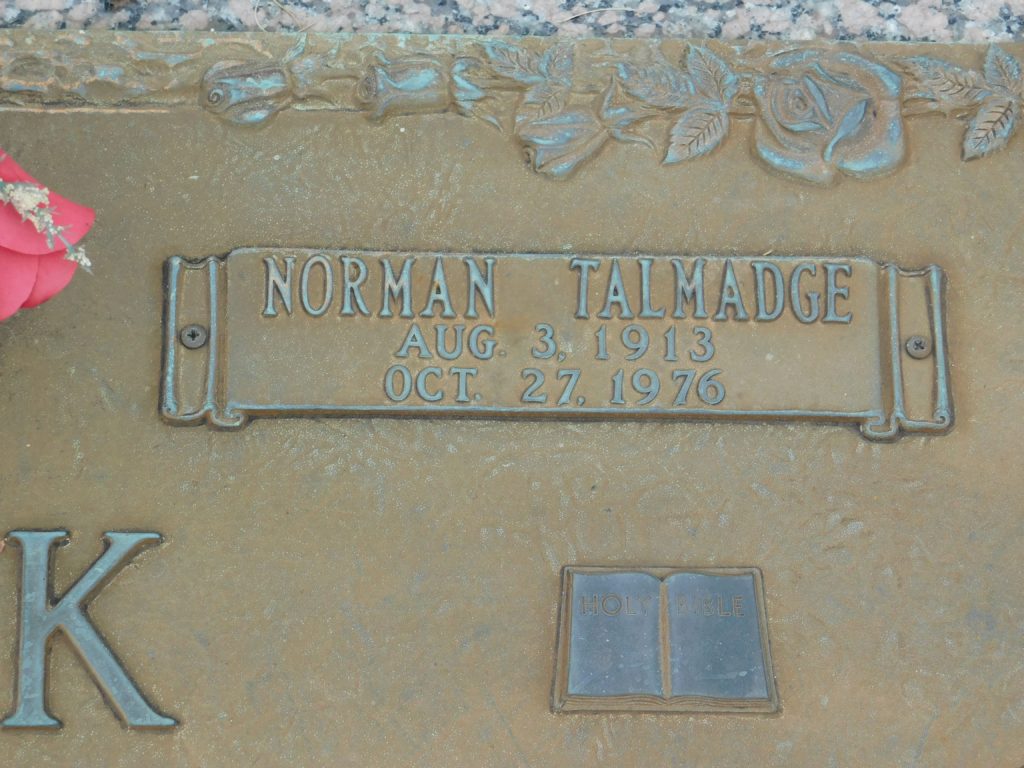 NORMAN TALMADGE
AUG. 3, 1913
OCT. 27, 1976
K
HOLY BIBLE